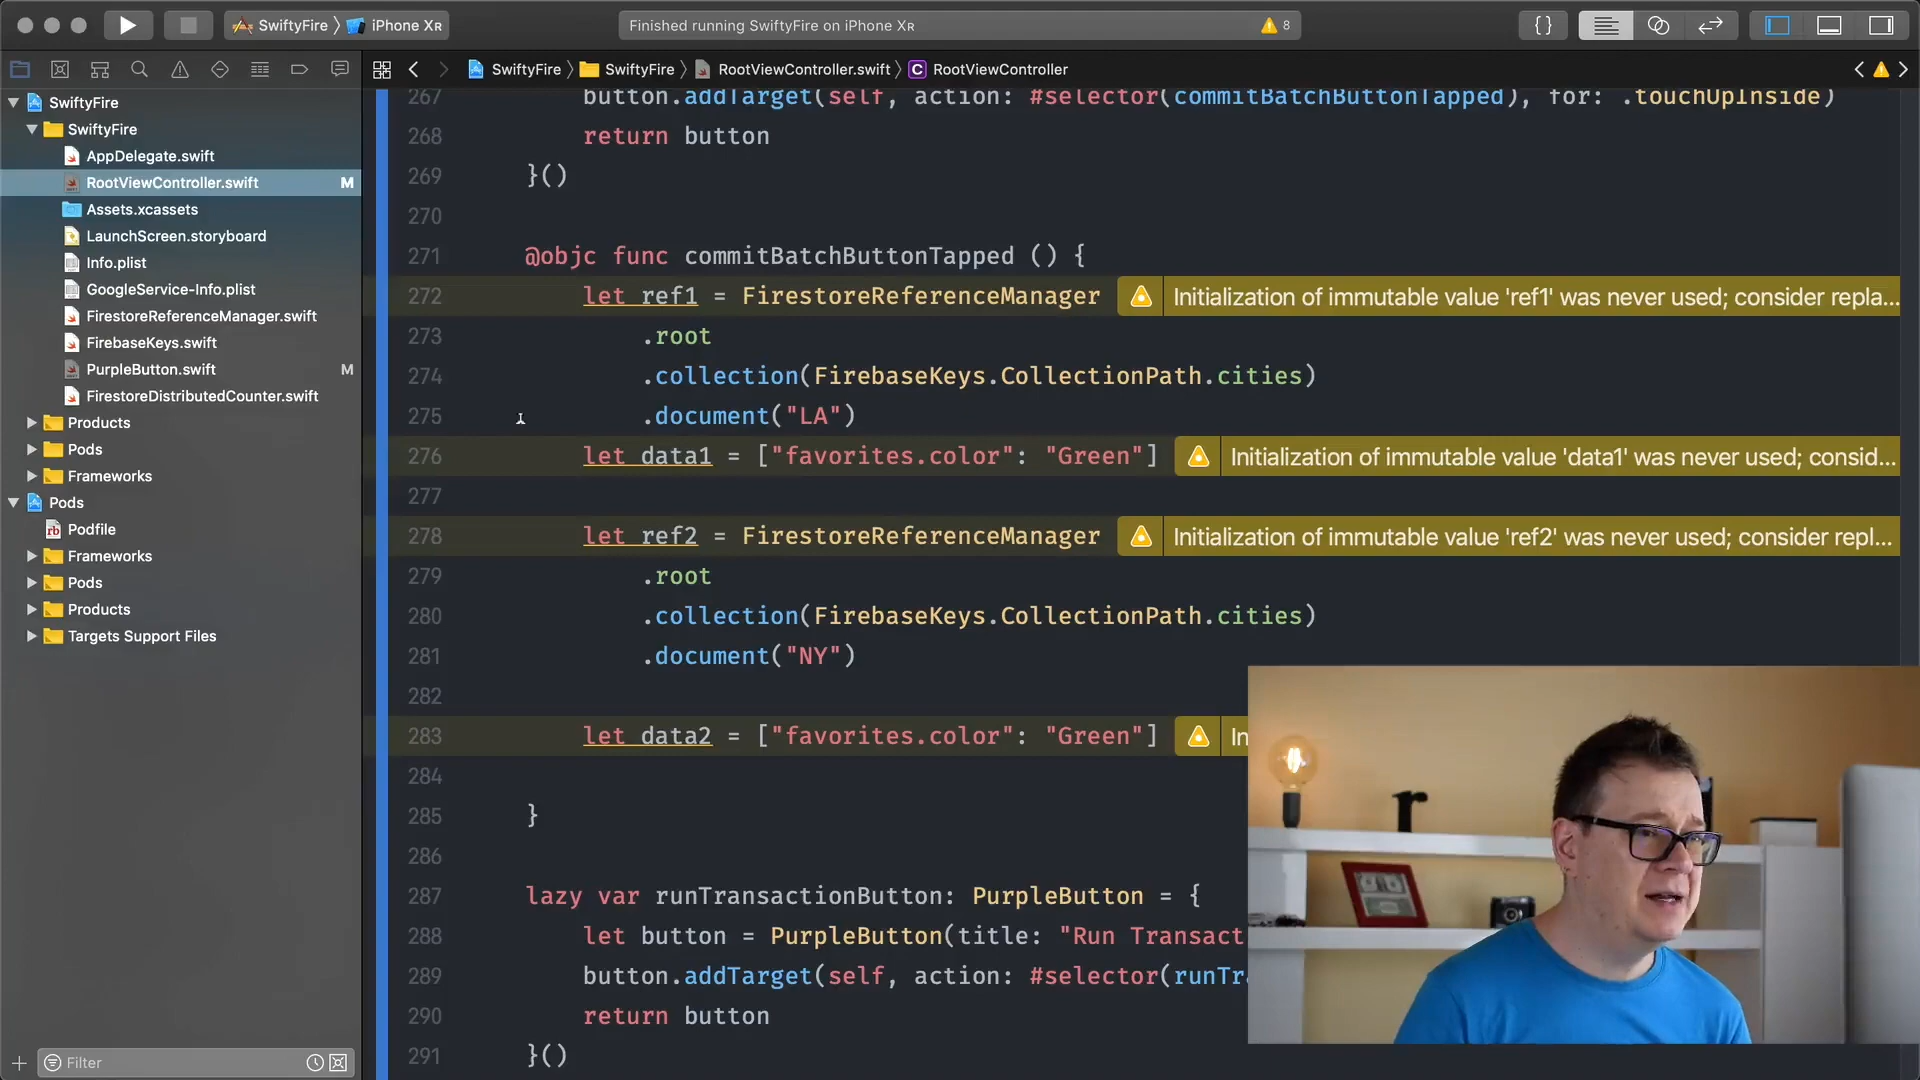 SwiftyFire 〉 iPhone XR
Finished running SwiftyFire on iPhone XR
8
{ }
SwiftyFire 〉 SwiftyFire 〉 RootViewController.swift 〉 C RootViewController
SwiftyFire
SwiftyFire
AppDelegate.swift
RootViewController.swift M
Assets.xcassets
LaunchScreen.storyboard
Info.plist
GoogleService-Info.plist
FirestoreReferenceManager.swift
FirebaseKeys.swift
PurpleButton.swift M
FirestoreDistributedCounter.swift
Products
Pods
Frameworks
Pods
rb Podfile
Frameworks
Pods
Products
Targets Support Files
Filter
267 button.addTarget(self, action: #selector(commitBatchButtonTapped), for: .touchUpInside)
268 return button
269 }()
270
271 @objc func commitBatchButtonTapped () {
272 let ref1 = FirestoreReferenceManager Initialization of immutable value 'ref1' was never used; consider repla...
273 .root
274 .collection(FirebaseKeys.CollectionPath.cities)
275 .document("LA")
276 let data1 = ["favorites.color": "Green"] Initialization of immutable value 'data1' was never used; consid...
277
278 let ref2 = FirestoreReferenceManager Initialization of immutable value 'ref2' was never used; consider repl...
279 .root
280 .collection(FirebaseKeys.CollectionPath.cities)
281 .document("NY")
282
283 let data2 = ["favorites.color": "Green"] In
284
285 }
286
287 lazy var runTransactionButton: PurpleButton = {
288 let button = PurpleButton(title: "Run Transact
289 button.addTarget(self, action: #selector(runTr
290 return button
291 }()